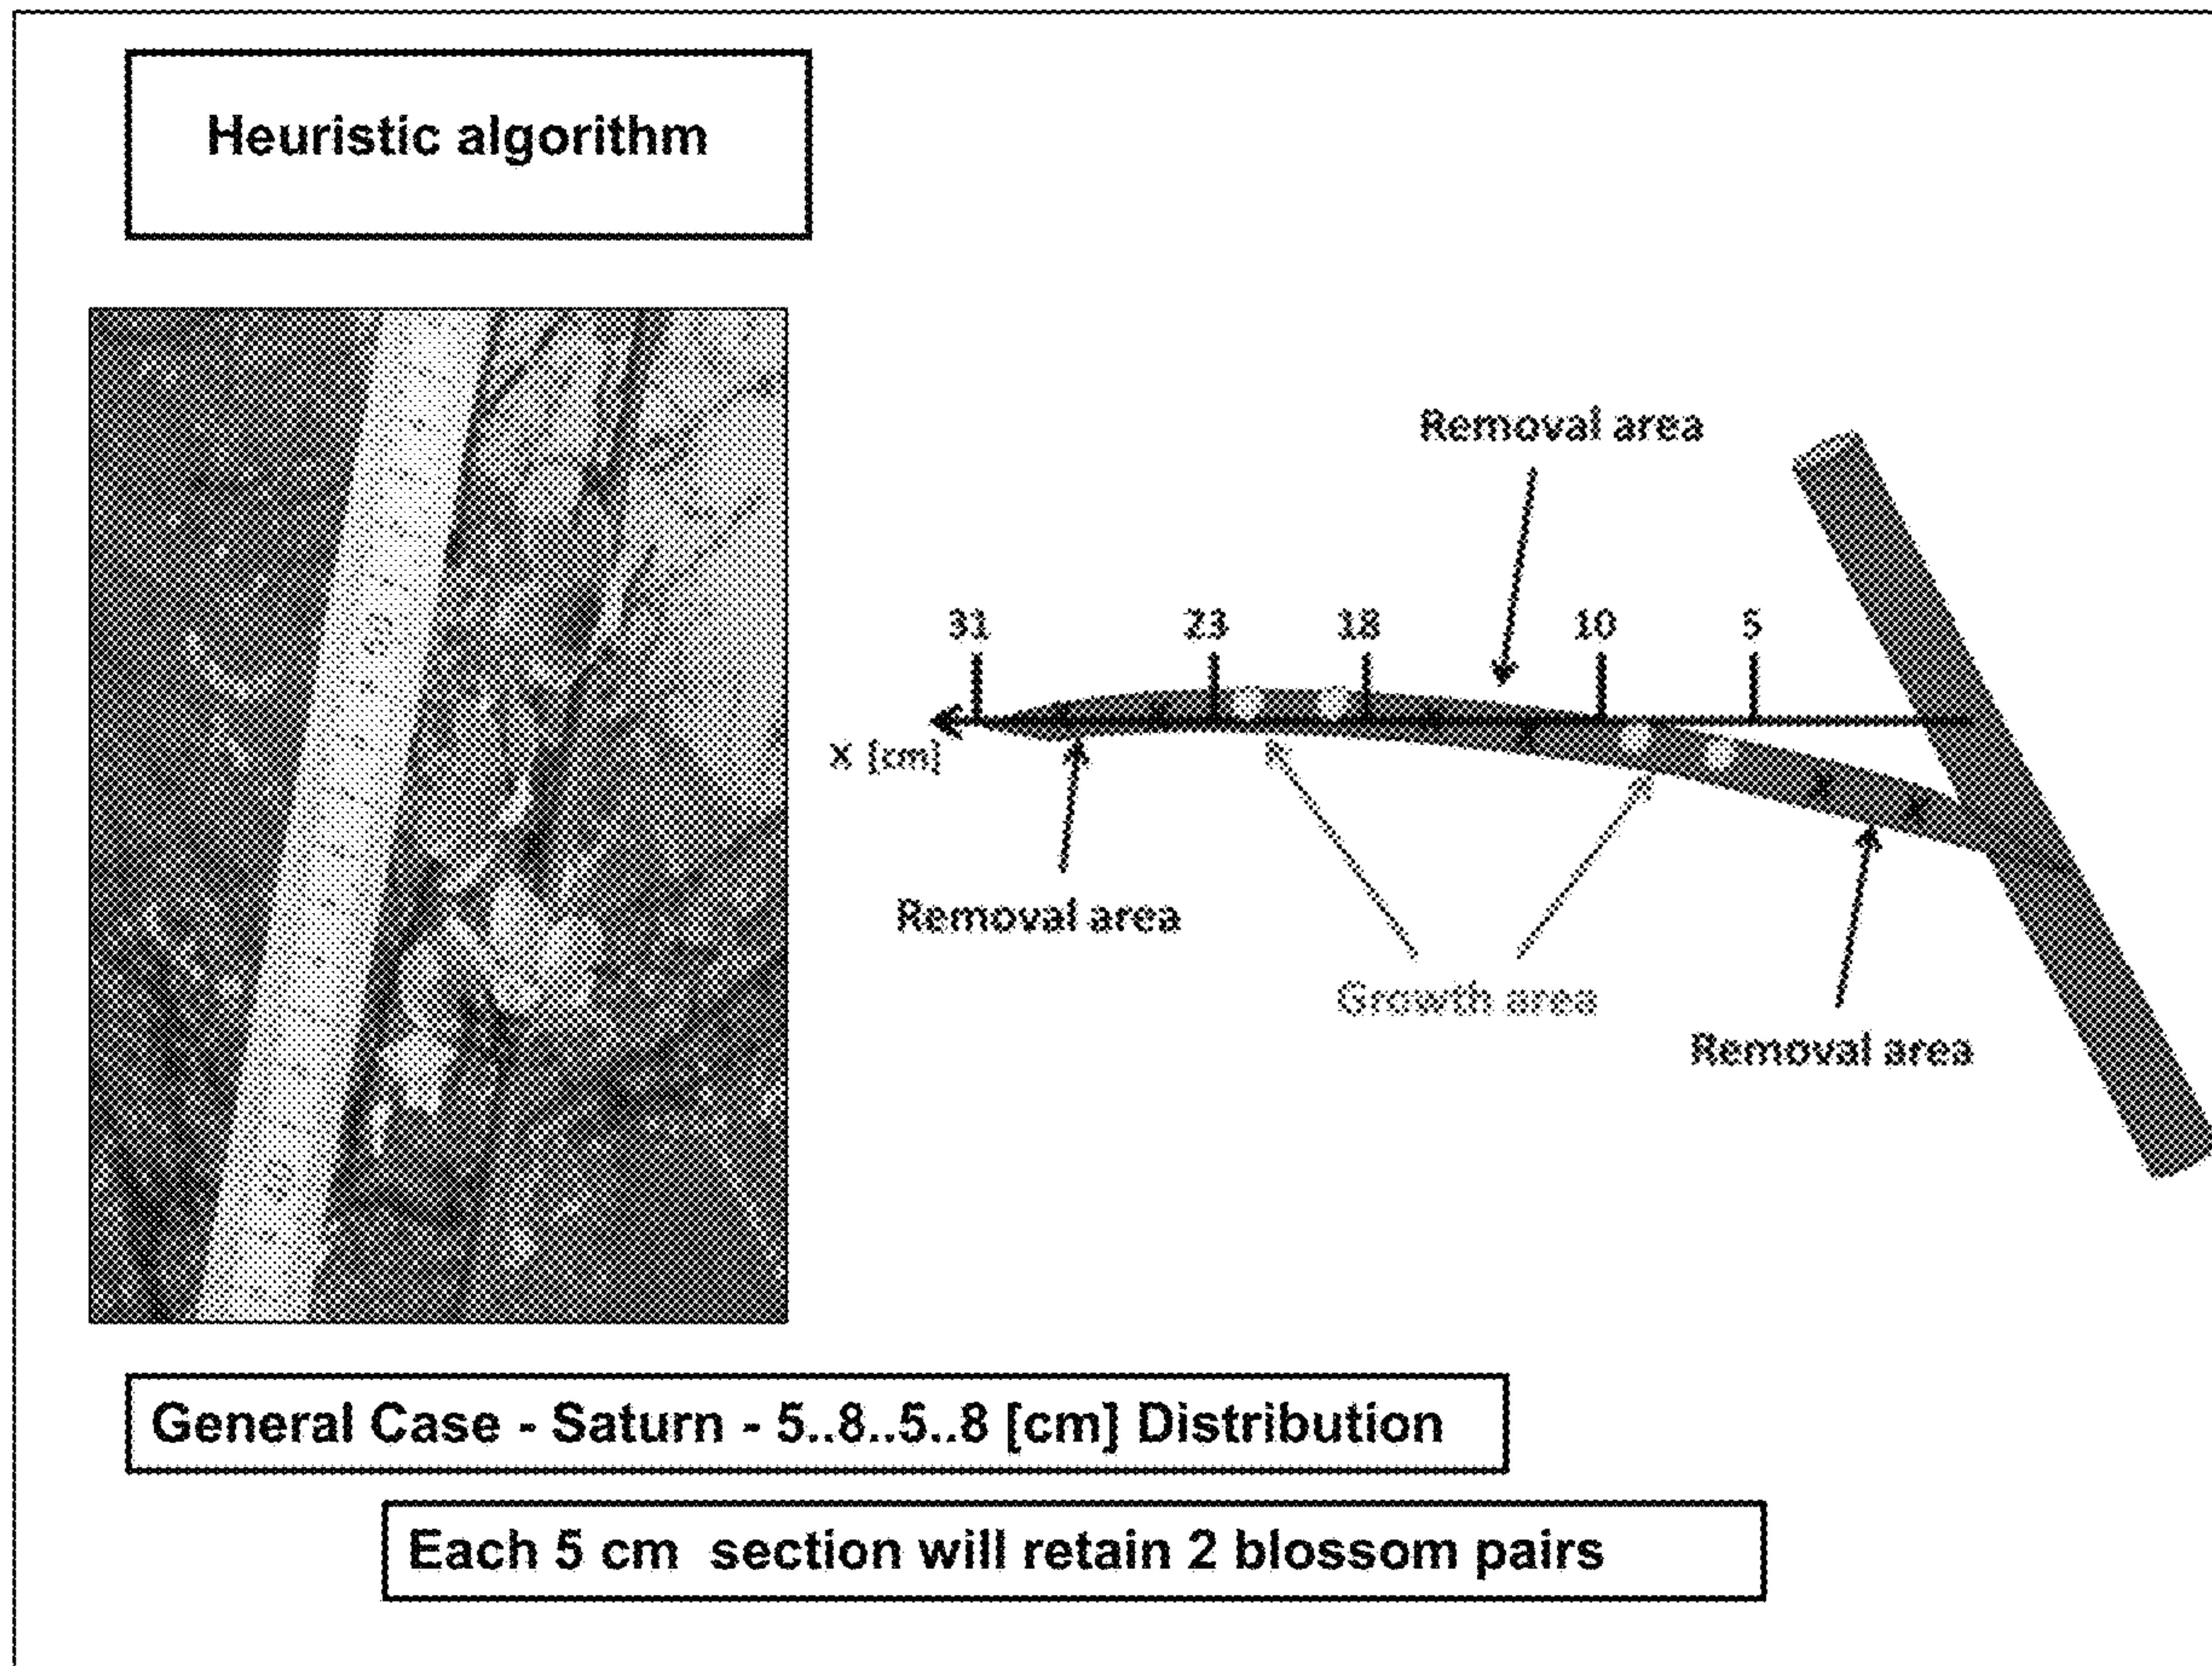 Heuristic algorithm
Removal area
31 23 18 10 5
X [cm]
Removal area
Growth area
Removal area
General Case - Saturn - 5..8..5..8 [cm] Distribution
Each 5 cm section will retain 2 blossom pairs